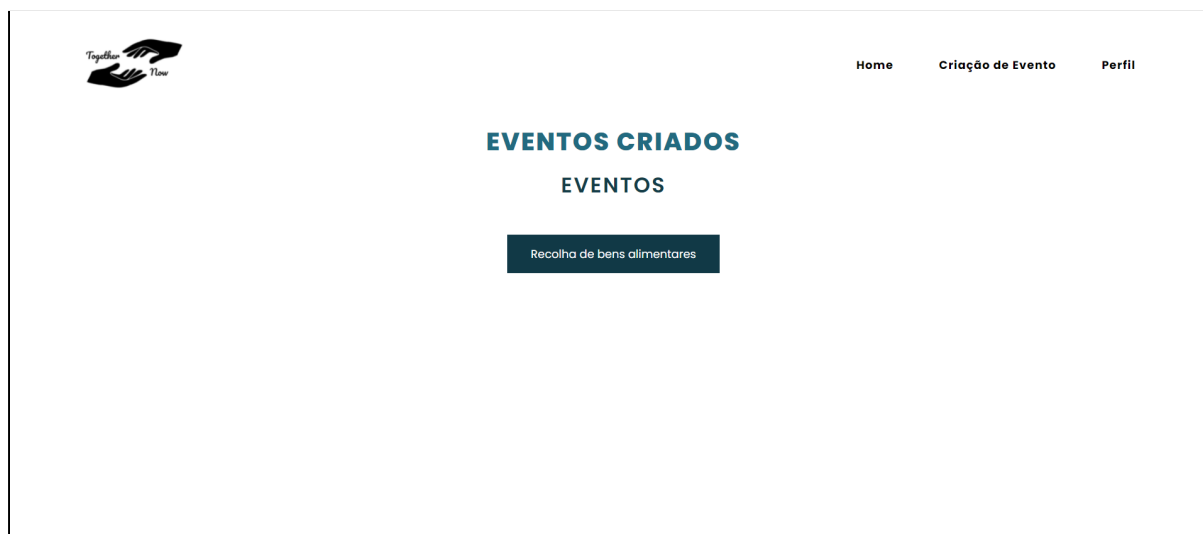 Together
Now
Home Criação de Evento Perfil
EVENTOS CRIADOS
EVENTOS
Recolha de bens alimentares